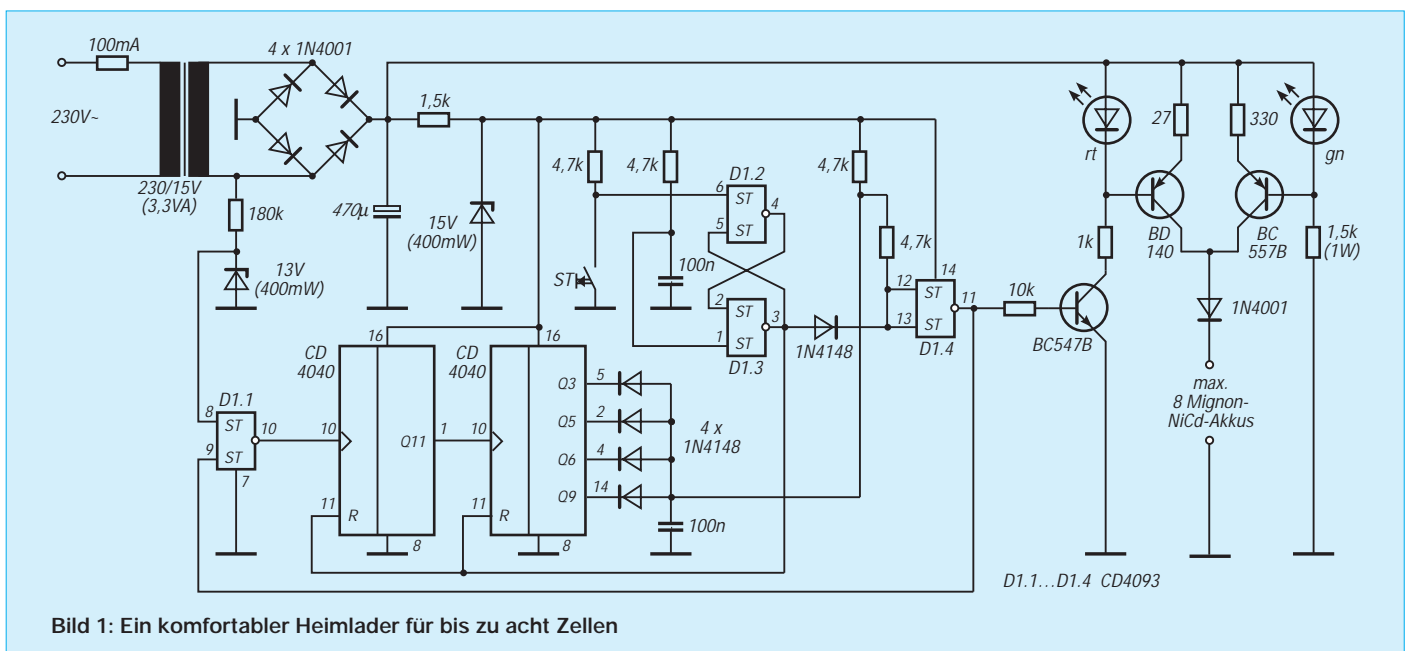 100mA
4 x 1N4001
230V~
230/15V
(3,3VA)
180k
13V
(400mW)
470µ
1,5k
15V
(400mW)
4,7k
4,7k
ST
100n
D1.2
6
ST
5
ST
4
2
ST
1
ST
3
D1.3
1N4148
4,7k
4,7k
14
12
ST
13
ST
11
D1.4
10k
BC547B
1k
rt
27
BD
140
330
BC
557B
gn
1,5k
(1W)
1N4001
max.
8 Mignon-
NiCd-Akkus
D1.1
8
ST
9
ST
10
7
CD
4040
16
10
Q11
1
11
R
8
CD
4040
16
10
11
R
8
Q3
5
Q5
2
Q6
4
Q9
14
4 x
1N4148
100n
D1.1...D1.4 CD4093
Bild 1: Ein komfortabler Heimlader für bis zu acht Zellen